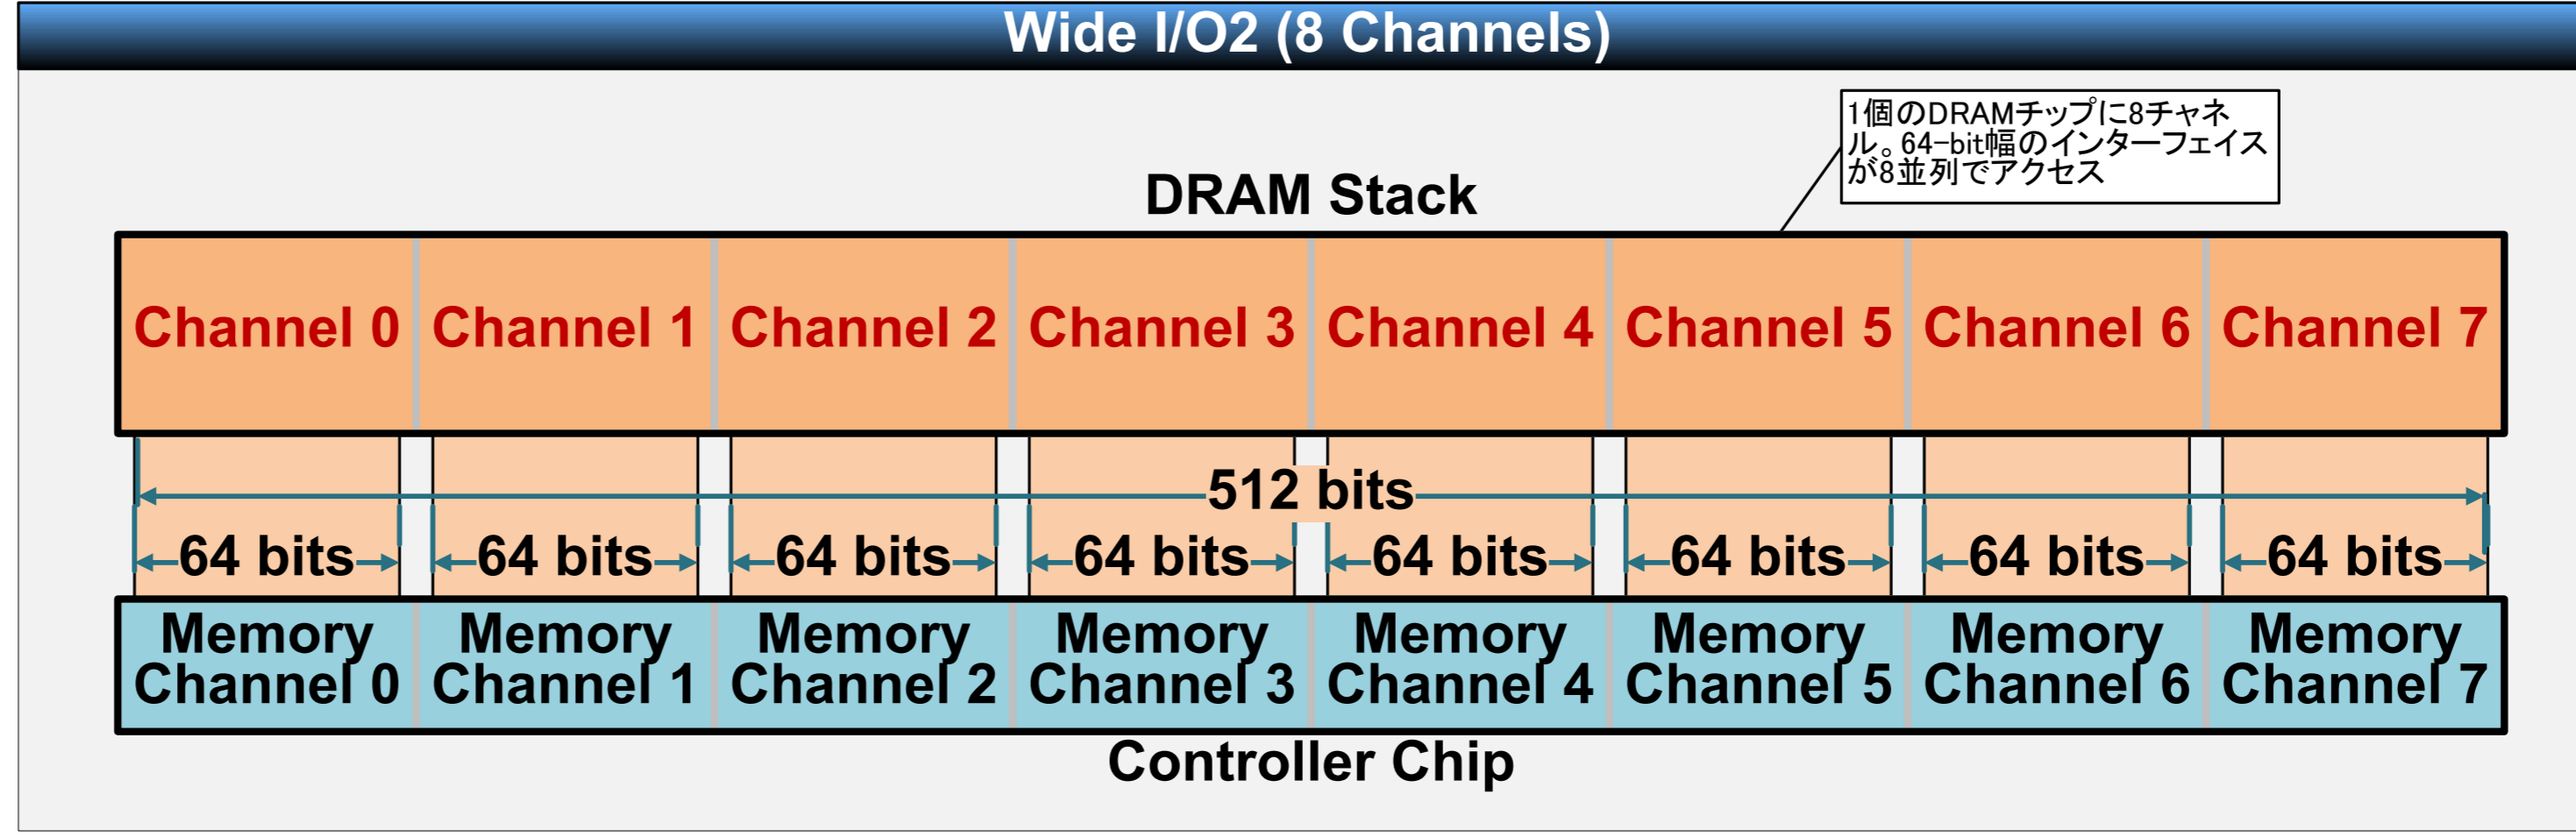 Wide I/O2 (8 Channels)
1個のDRAMチップに8チャネ
ル。64-bit幅のインターフェイス
が8並列でアクセス
DRAM Stack
Channel 0 Channel 1 Channel 2 Channel 3 Channel 4 Channel 5 Channel 6 Channel 7
512 bits
64 bits 64 bits 64 bits 64 bits 64 bits 64 bits 64 bits 64 bits
Memory Memory Memory Memory Memory Memory Memory Memory
Channel 0 Channel 1 Channel 2 Channel 3 Channel 4 Channel 5 Channel 6 Channel 7
Controller Chip